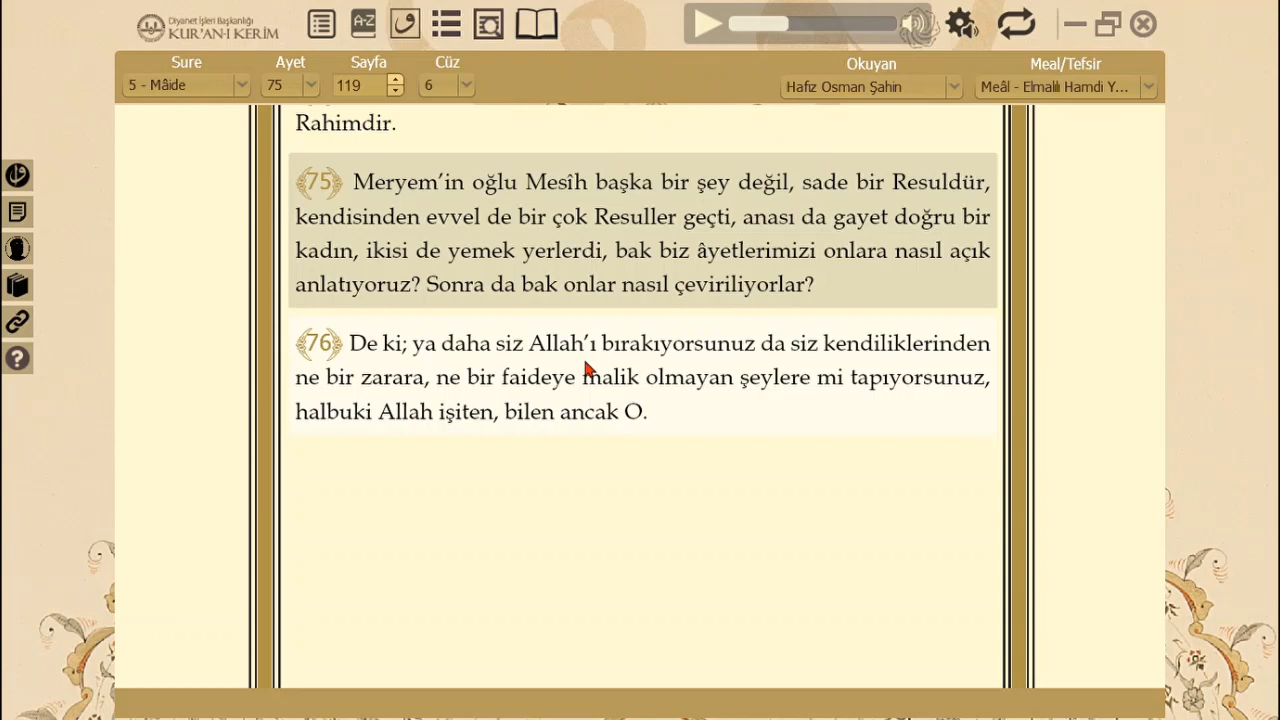 Diyanet İşleri Başkanlığı
KUR'AN-I KERİM
A-Z
Sure Ayet Sayfa Cüz Okuyan Meal/Tefsir
5 - Mâide 75 119 6 Hafız Osman Şahin Meâl - Elmalılı Hamdi Y...
Rahimdir.
75 Meryem’in oğlu Mesîh başka bir şey değil, sade bir Resuldür,
kendisinden evvel de bir çok Resuller geçti, anası da gayet doğru bir
kadın, ikisi de yemek yerlerdi, bak biz âyetlerimizi onlara nasıl açık
anlatıyoruz? Sonra da bak onlar nasıl çeviriliyorlar?
76 De ki; ya daha siz Allah’ı bırakıyorsunuz da siz kendiliklerinden
ne bir zarara, ne bir faideye malik olmayan şeylere mi tapıyorsunuz,
halbuki Allah işiten, bilen ancak O.
?